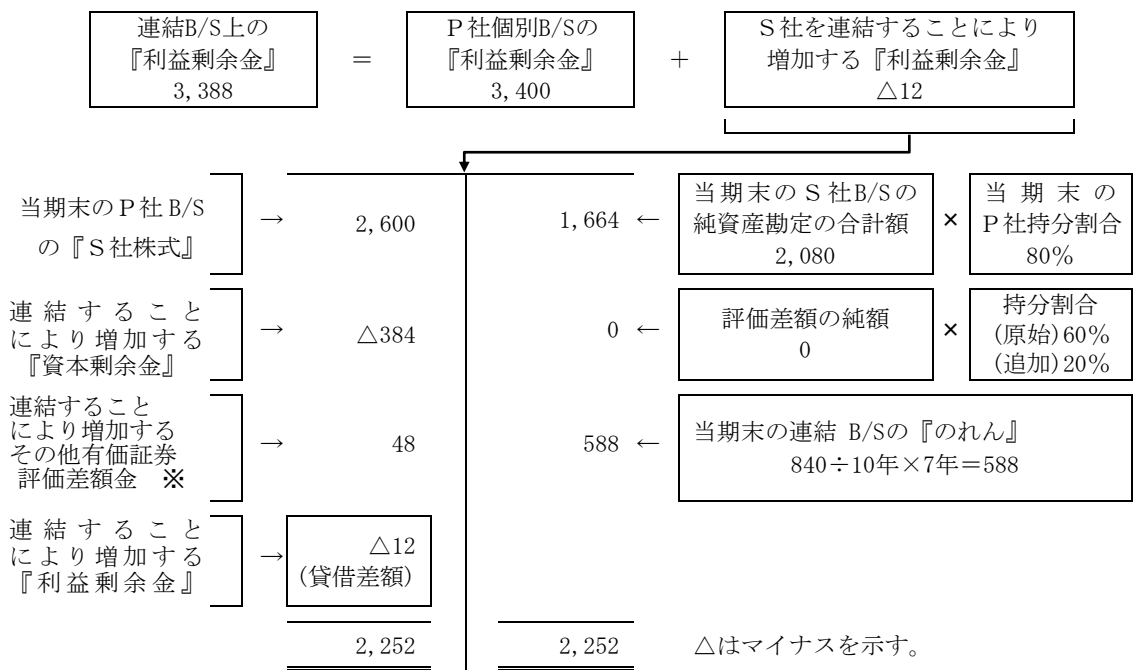 連結B/S上の
『利益剰余金』
3,388
=
P社個別B/Sの
『利益剰余金』
3,400
+
S社を連結することにより
増加する『利益剰余金』
△12
当期末のP社B/S
の『S社株式』
→
2,600
1,664
←
当期末のS社B/Sの
純資産勘定の合計額
2,080
×
当期末の
P社持分割合
80%
連結すること
により増加する
『資本剰余金』
→
△384
0
←
評価差額の純額
0
×
持分割合
(原始)60%
(追加)20%
連結すること
により増加する
その他有価証券
評価差額金 ※
→
48
588
←
当期末の連結 B/Sの『のれん』
840÷10年×7年=588
連結すること
により増加する
『利益剰余金』
→
△12
(貸借差額)
2,252
2,252
△はマイナスを示す。